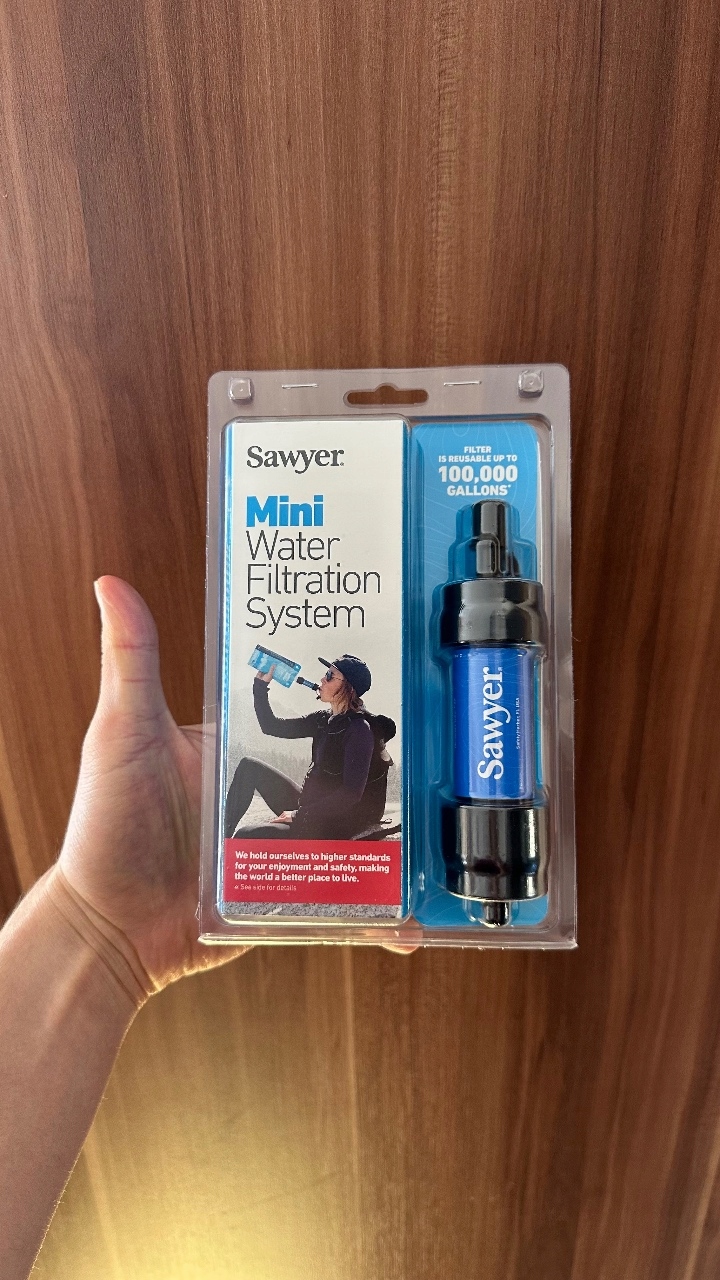 Sawyer®
Mini
Water
Filtration
System
We hold ourselves to higher standards
for your enjoyment and safety, making
the world a better place to live.
« See side for details
FILTER
IS REUSABLE UP TO
100,000
GALLONS*
Sawyer®